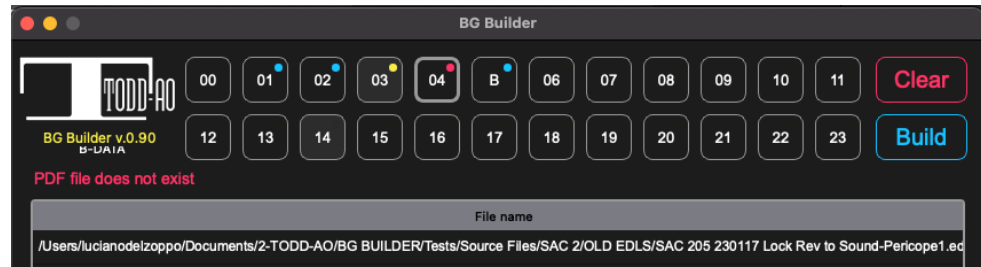 BG Builder
TODD-AO
00 01 02 03 04 B 06 07 08 09 10 11 Clear
BG Builder v.0.90
B-DATA
12 13 14 15 16 17 18 19 20 21 22 23 Build
PDF file does not exist
File name
/Users/lucianodelzoppo/Documents/2-TODD-AO/BG BUILDER/Tests/Source Files/SAC 2/OLD EDLS/SAC 205 230117 Lock Rev to Sound-Pericope1.ed